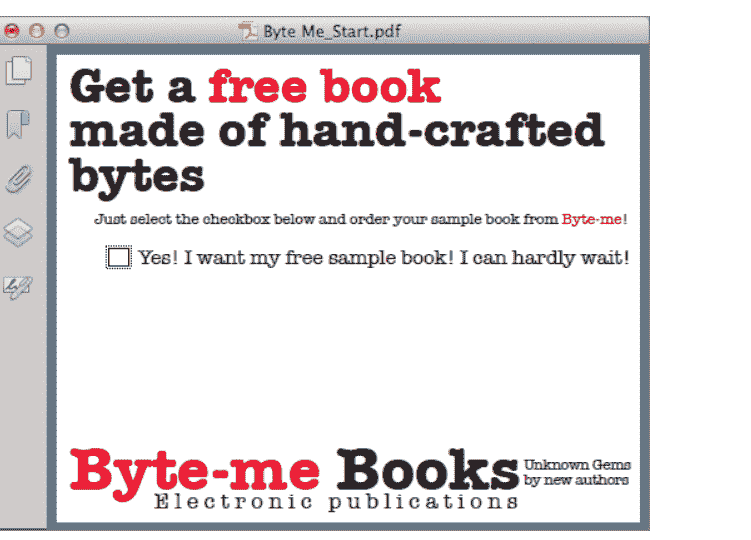 Byte Me_Start.pdf
Get a free book
made of hand-crafted
bytes
Just select the checkbox below and order your sample book from Byte-me!
Yes! I want my free sample book! I can hardly wait!
Byte-me Books
Unknown Gems
by new authors
Electronic publications